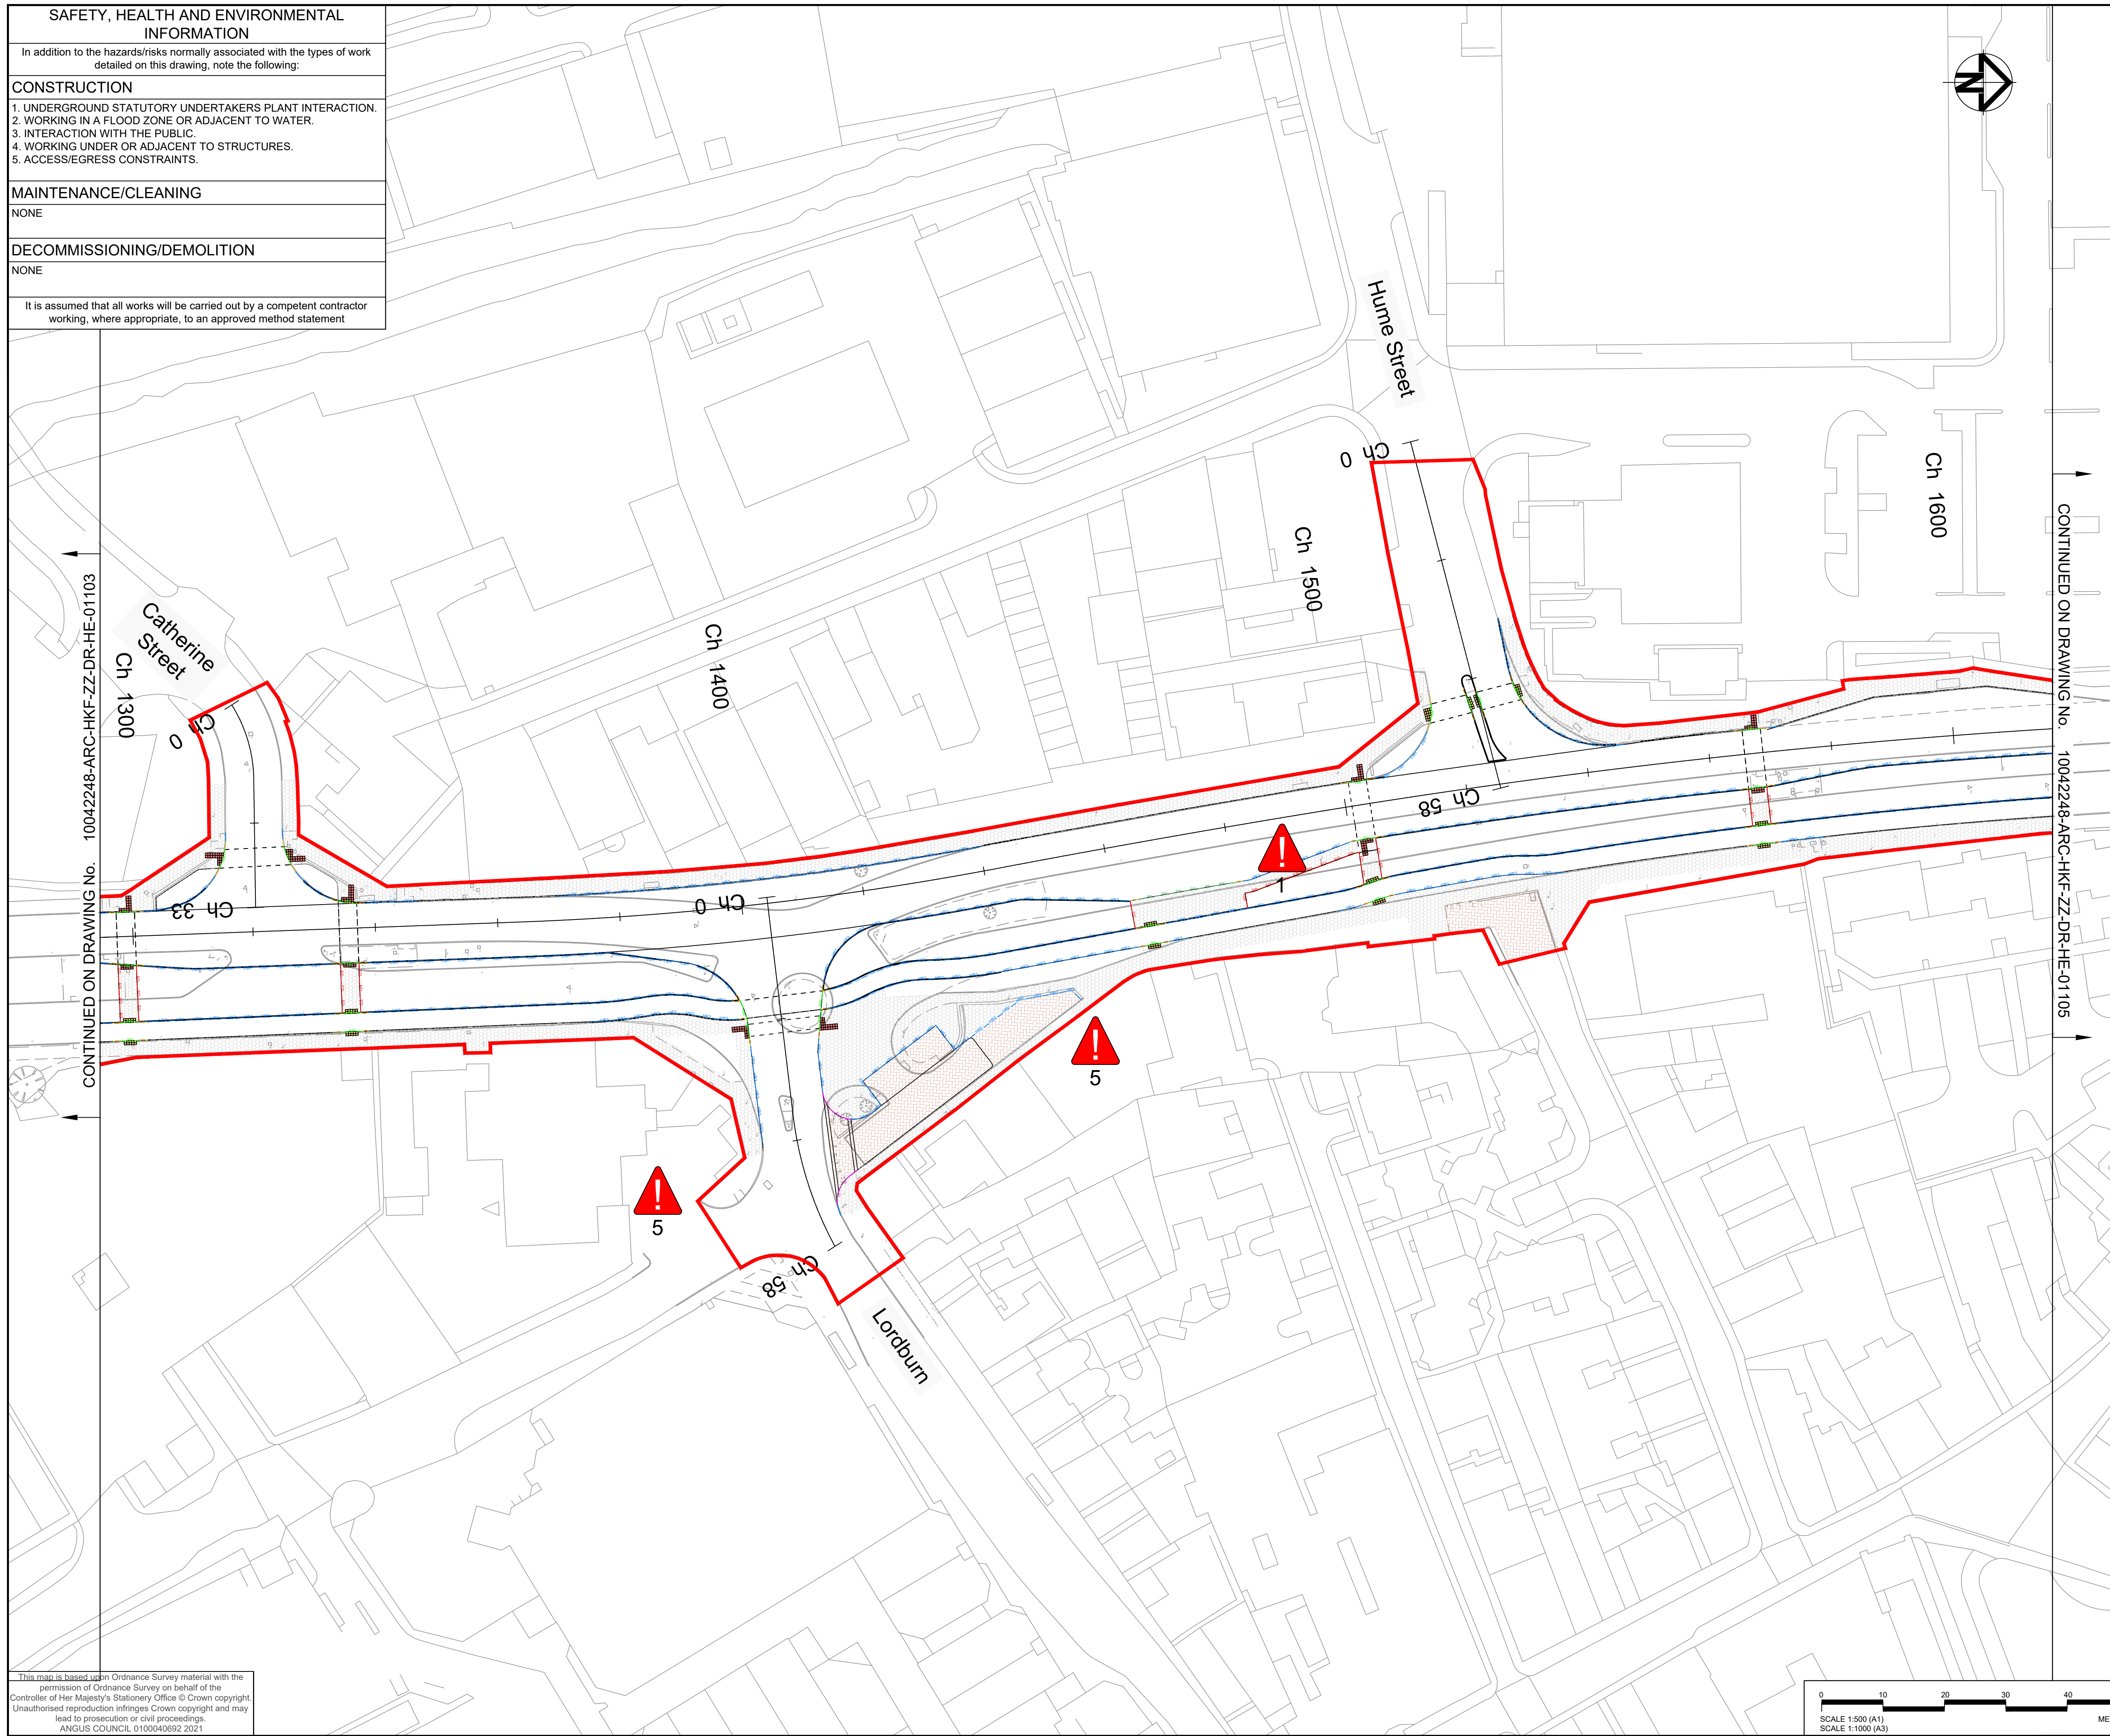 SAFETY, HEALTH AND ENVIRONMENTAL
INFORMATION
In addition to the hazards/risks normally associated with the types of work
detailed on this drawing, note the following:
CONSTRUCTION
1. UNDERGROUND STATUTORY UNDERTAKERS PLANT INTERACTION.
2. WORKING IN A FLOOD ZONE OR ADJACENT TO WATER.
3. INTERACTION WITH THE PUBLIC.
4. WORKING UNDER OR ADJACENT TO STRUCTURES.
5. ACCESS/EGRESS CONSTRAINTS.
MAINTENANCE/CLEANING
NONE
DECOMMISSIONING/DEMOLITION
NONE
It is assumed that all works will be carried out by a competent contractor
working, where appropriate, to an approved method statement
N
Hume Street
Ch 0
Ch 1600
Ch 1500
CONTINUED ON DRAWING No. 10042248-ARC-HKF-ZZ-DR-HE-01105
CONTINUED ON DRAWING No. 10042248-ARC-HKF-ZZ-DR-HE-01103
Catherine
Street
Ch 1300
Ch 1400
Ch 0
Ch 58
!
1
Ch 33
Ch 0
!
5
!
5
Ch 58
Lordburn
This map is based upon Ordnance Survey material with the
permission of Ordnance Survey on behalf of the
Controller of Her Majesty's Stationery Office © Crown copyright.
Unauthorised reproduction infringes Crown copyright and may
lead to prosecution or civil proceedings.
ANGUS COUNCIL 0100040692 2021
0 10 20 30 40
SCALE 1:500 (A1)
ME
SCALE 1:1000 (A3)